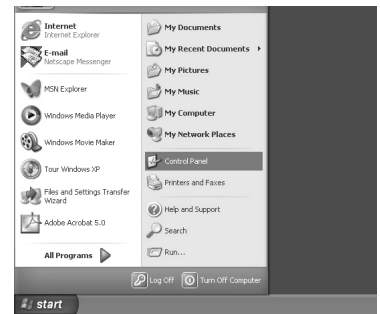 Internet
Internet Explorer
E-mail
Netscape Messenger
MSN Explorer
Windows Media Player
Windows Movie Maker
Tour Windows XP
Files and Settings Transfer
Wizard
Adobe Acrobat 5.0
All Programs
My Documents
My Recent Documents
My Pictures
My Music
My Computer
My Network Places
Control Panel
Printers and Faxes
Help and Support
Search
Run...
Log Off
Turn Off Computer
start